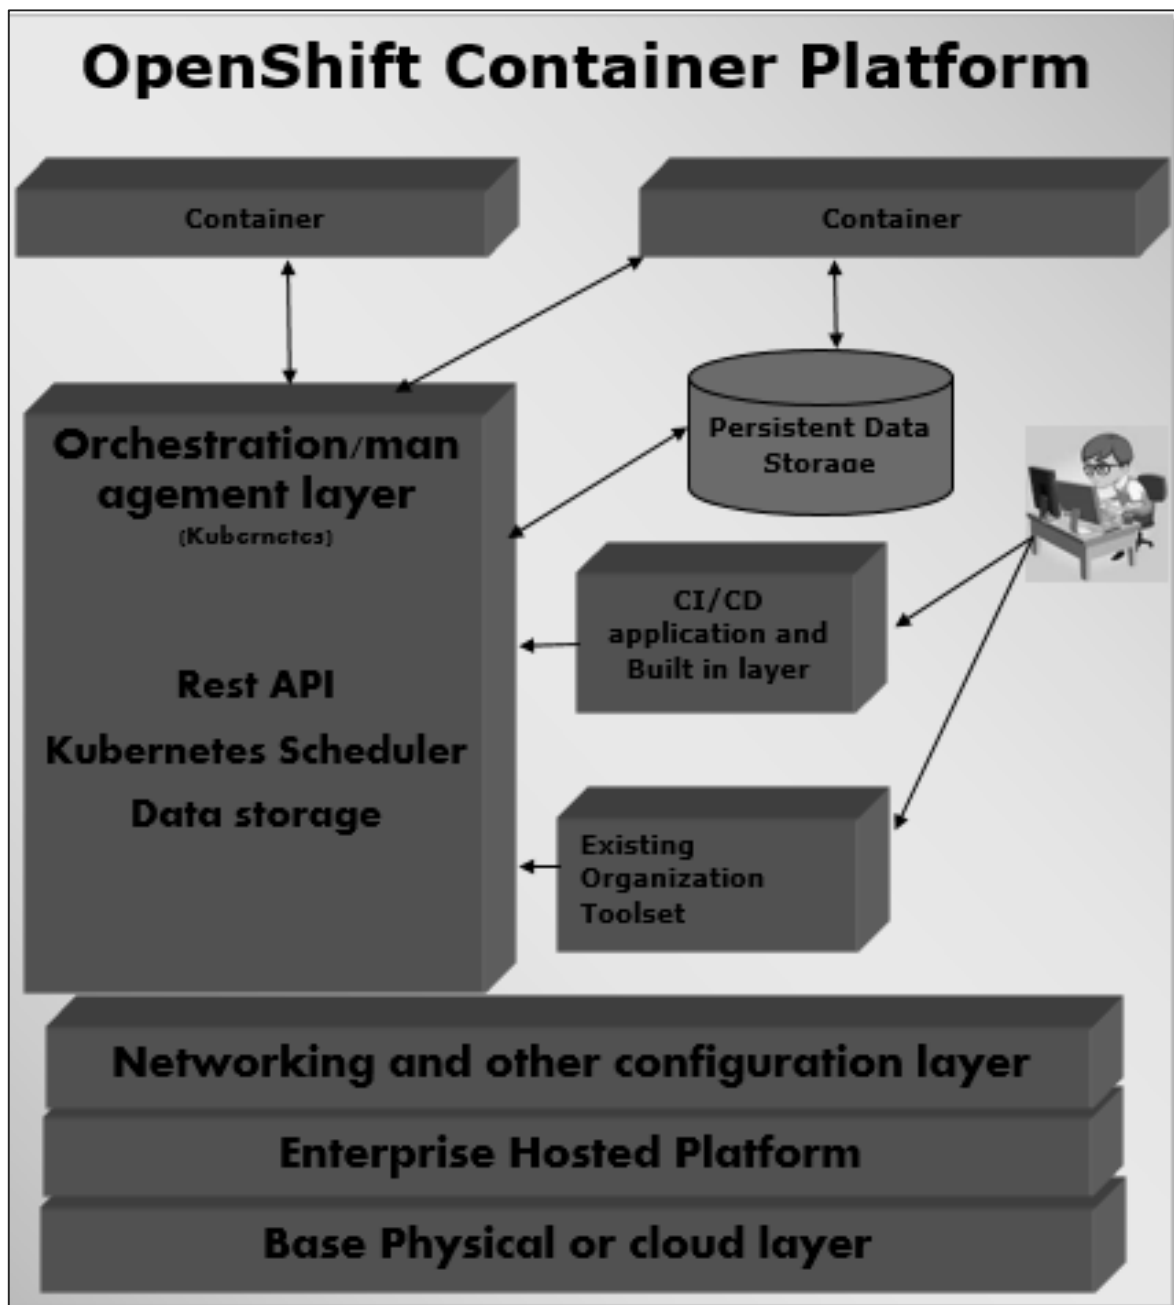 OpenShift Container Platform
Container
Container
Orchestration/man
agement layer
(Kubernetes)
Rest API
Kubernetes Scheduler
Data storage
Persistent Data
Storage
CI/CD
application and
Built in layer
Existing
Organization
Toolset
Networking and other configuration layer
Enterprise Hosted Platform
Base Physical or cloud layer